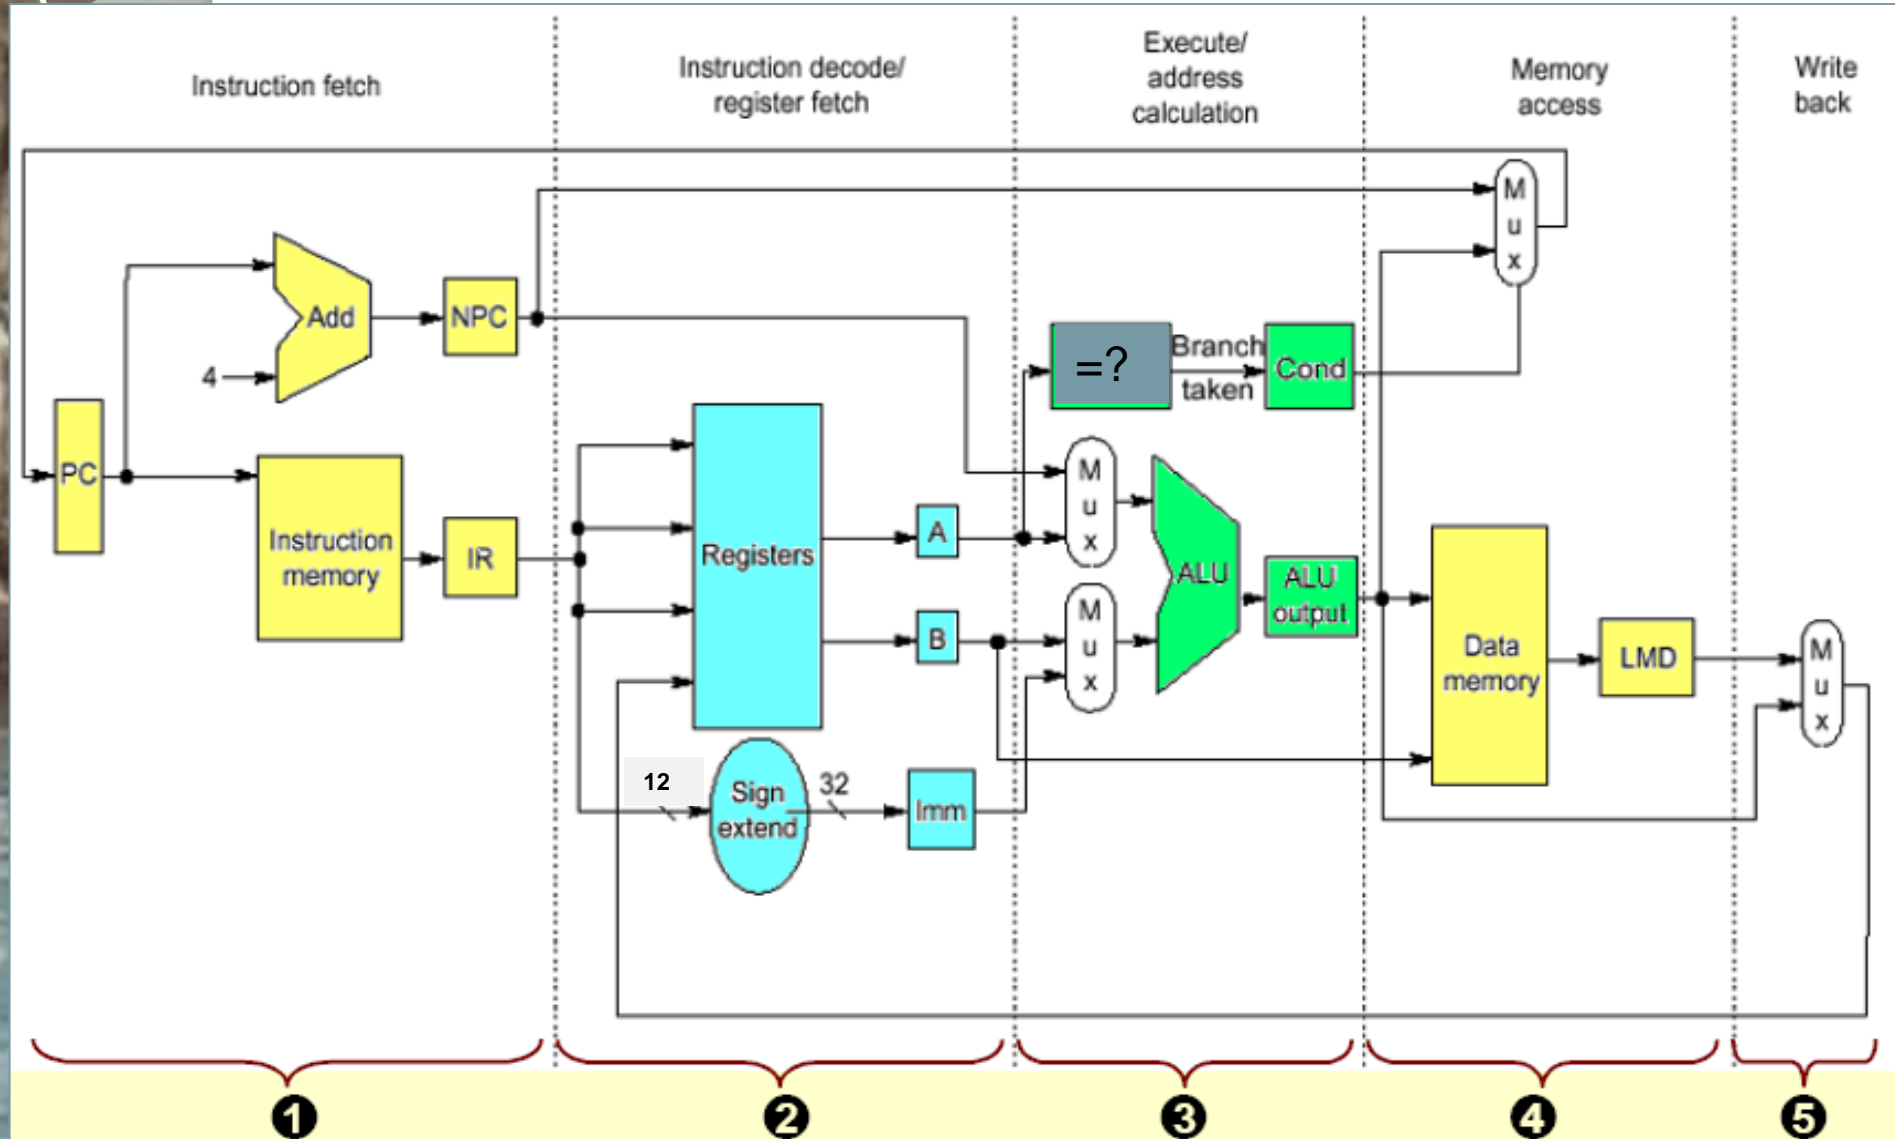 Instruction fetch
Instruction decode/
register fetch
Execute/
address
calculation
Memory
access
Write
back
M
u
x
Add
NPC
4
=?
Branch
taken
Cond
PC
Instruction
memory
IR
Registers
A
B
M
u
x
M
u
x
ALU
ALU
output
Data
memory
LMD
M
u
x
12
Sign
extend
32
Imm
1
2
3
4
5